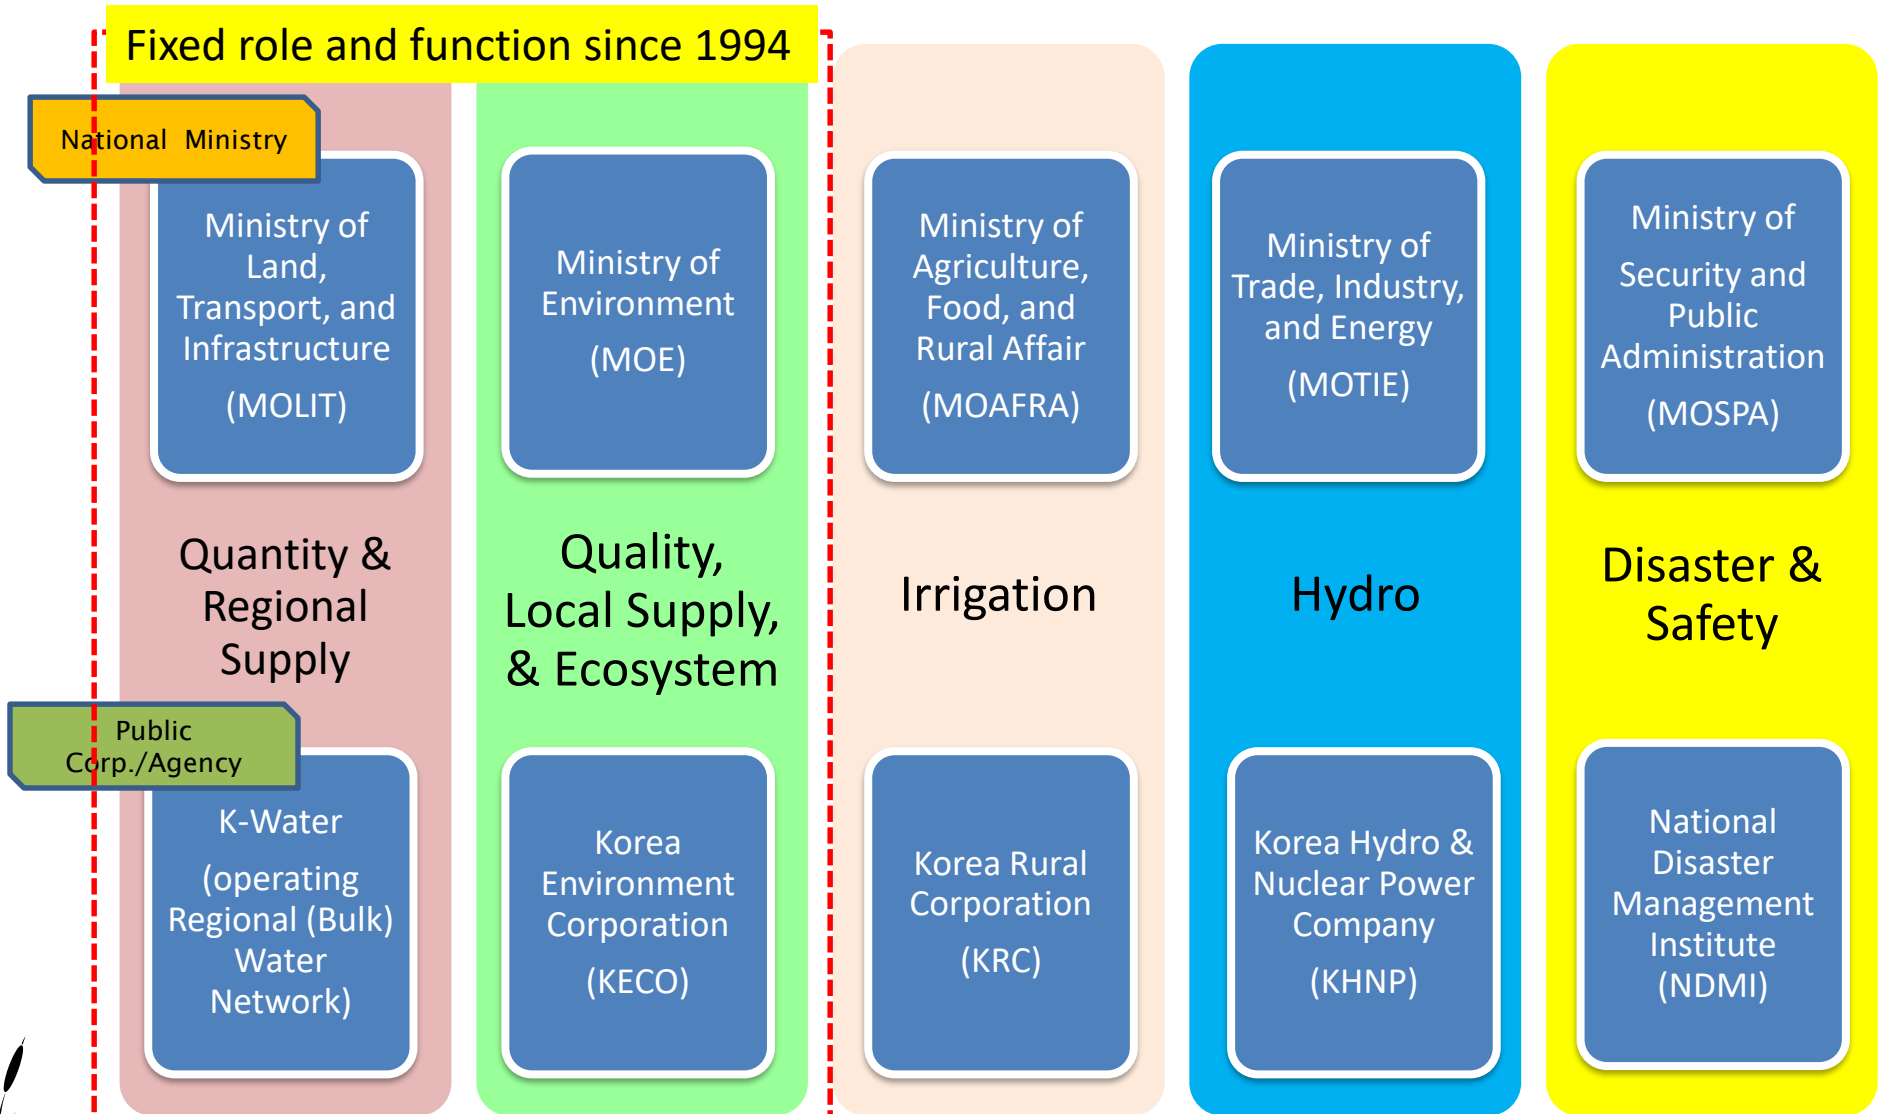 Fixed role and function since 1994
National Ministry
Ministry of
Land,
Transport, and
Infrastructure
(MOLIT)
Ministry of
Environment
(MOE)
Ministry of
Agriculture,
Food, and
Rural Affair
(MOAFRA)
Ministry of
Trade, Industry,
and Energy
(MOTIE)
Ministry of
Security and
Public
Administration
(MOSPA)
Quantity &
Regional
Supply
Quality,
Local Supply,
& Ecosystem
Irrigation
Hydro
Disaster &
Safety
Public
Corp./Agency
K-Water
(operating
Regional (Bulk)
Water
Network)
Korea
Environment
Corporation
(KECO)
Korea Rural
Corporation
(KRC)
Korea Hydro &
Nuclear Power
Company
(KHNP)
National
Disaster
Management
Institute
(NDMI)